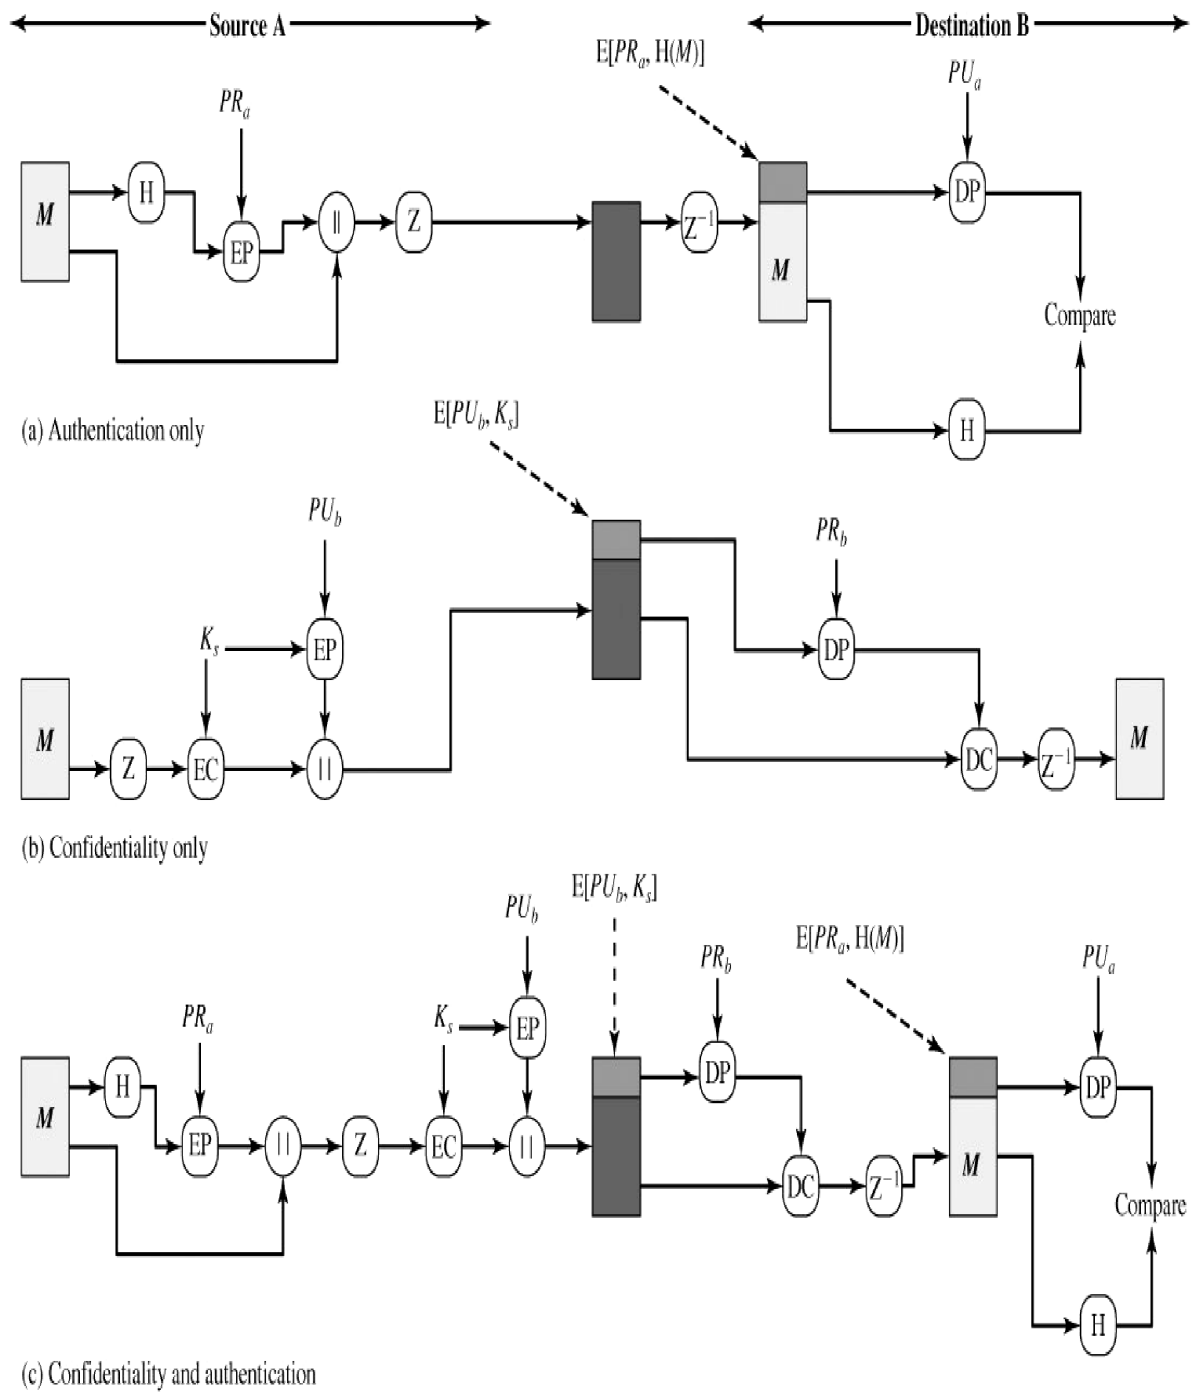 Source A
Destination B
E[PRa, H(M)]
PUa
PRa
M
H
EP
||
Z
Z−1
M
DP
Compare
H
(a) Authentication only
E[PUb, Ks]
PUb
PRb
Ks
EP
DP
M
Z
EC
||
DC
Z−1
M
(b) Confidentiality only
E[PUb, Ks]
PUb
E[PRa, H(M)]
PRb
PUa
PRa
Ks
EP
M
H
DP
DP
EP
||
Z
EC
||
DC
Z−1
M
Compare
H
(c) Confidentiality and authentication